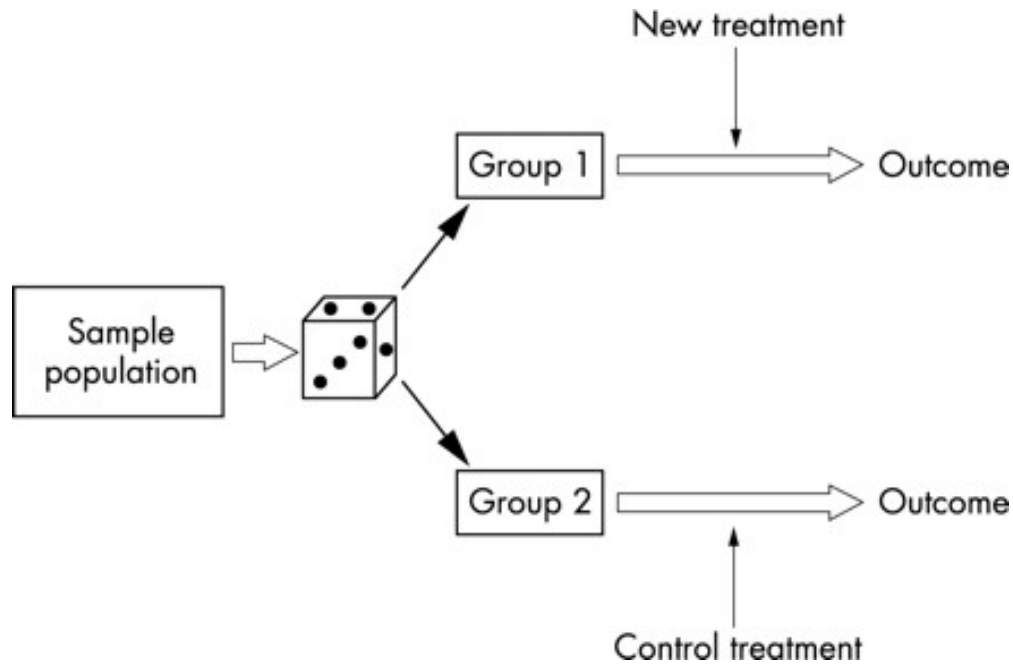 New treatment
Group 1
Outcome
Sample
population
Group 2
Outcome
Control treatment